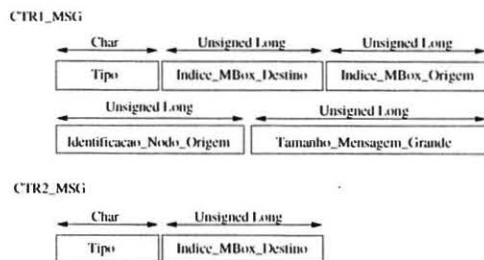 CTR1_MSG
Char Unsigned Long Unsigned Long
Tipo Indice_MBox_Destino Indice_MBox_Origem
Unsigned Long Unsigned Long
Identificacao_Nodo_Origem Tamanho_Mensagem_Grande
CTR2_MSG
Char Unsigned Long
Tipo Indice_MBox_Destino